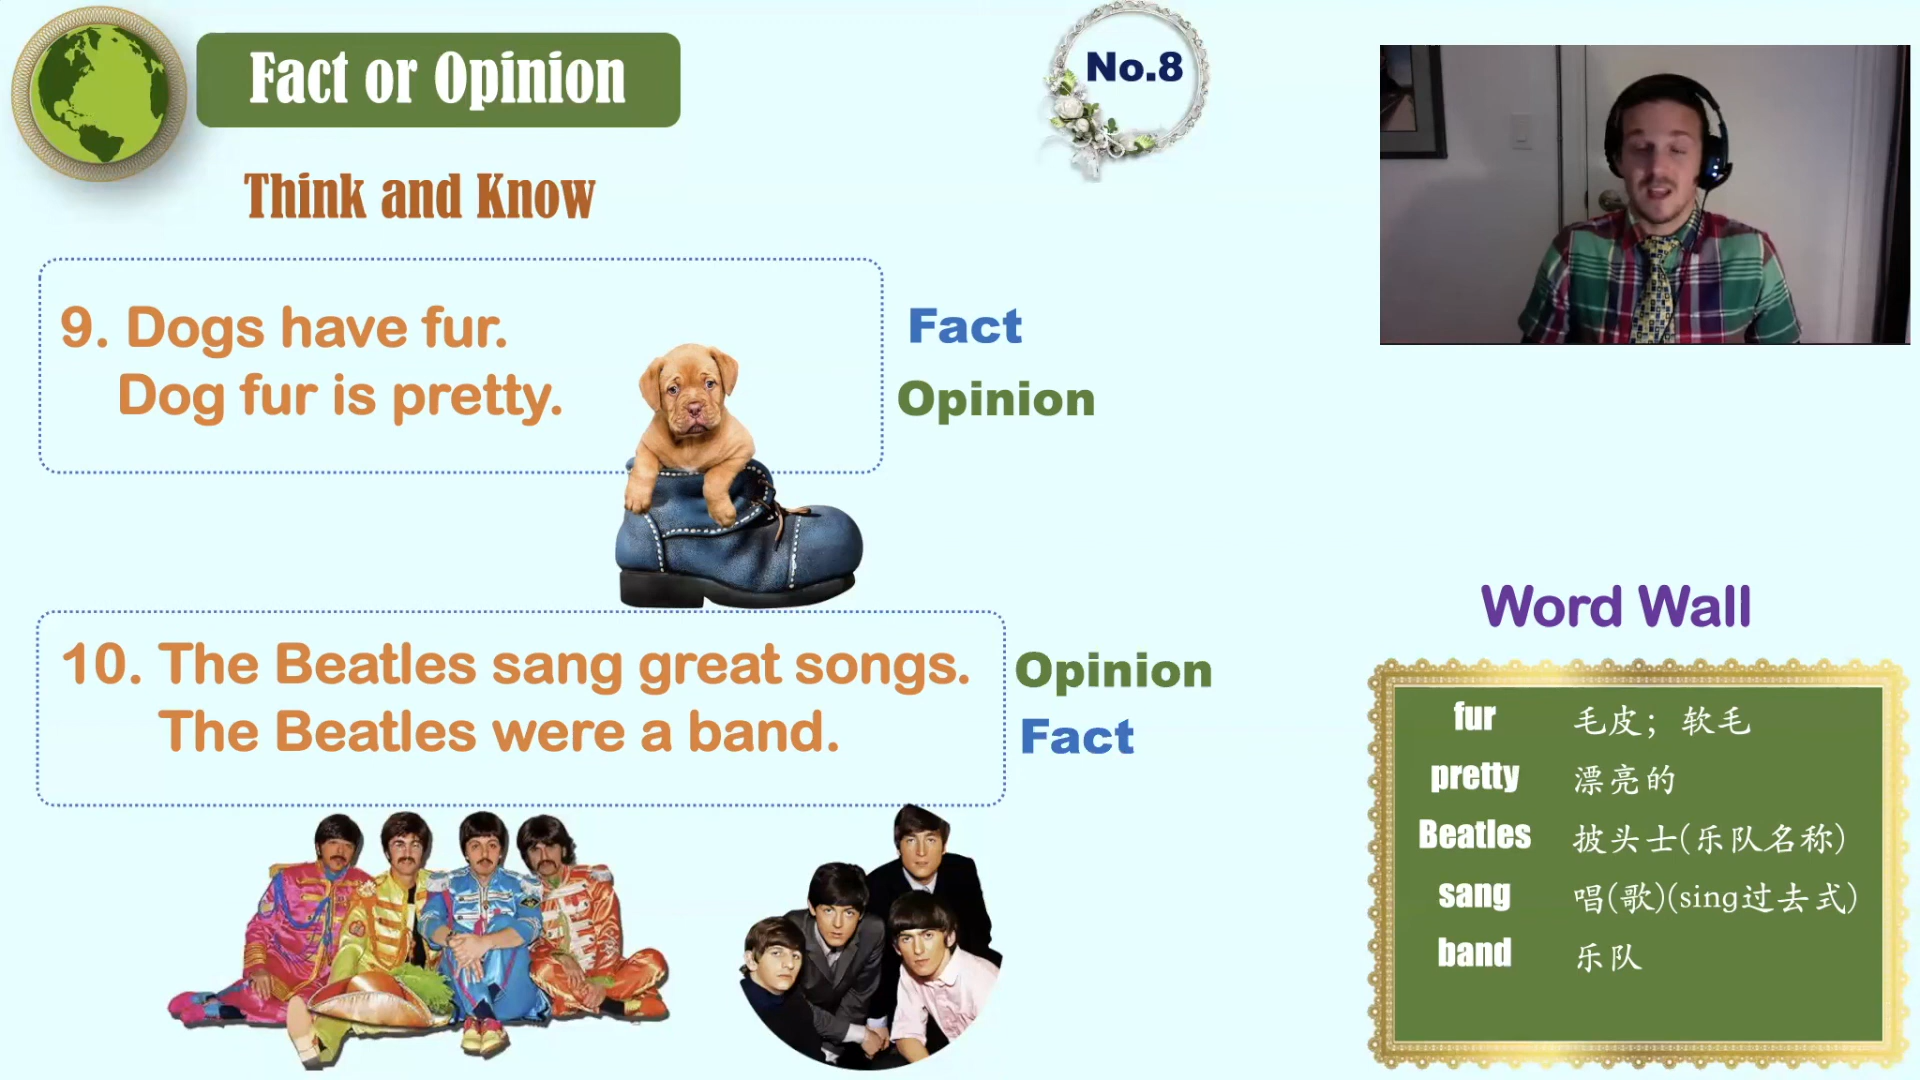 Fact or Opinion
No.8
Think and Know
9. Dogs have fur.
Fact
Dog fur is pretty.
Opinion
10. The Beatles sang great songs.
Opinion
The Beatles were a band.
Fact
Word Wall
fur 毛皮；软毛
pretty 漂亮的
Beatles 披头士(乐队名称)
sang 唱(歌)(sing过去式)
band 乐队